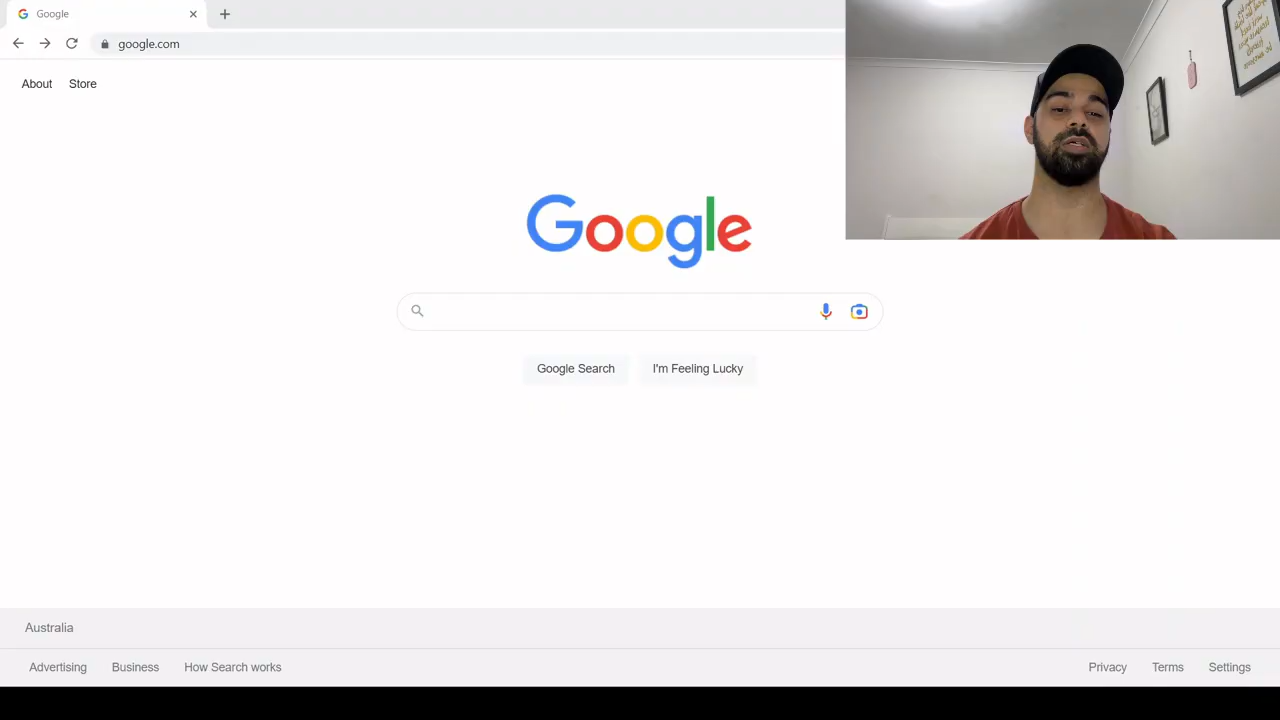 Google
google.com
About
Store
Google
Google Search
I'm Feeling Lucky
Australia
Advertising
Business
How Search works
Privacy
Terms
Settings